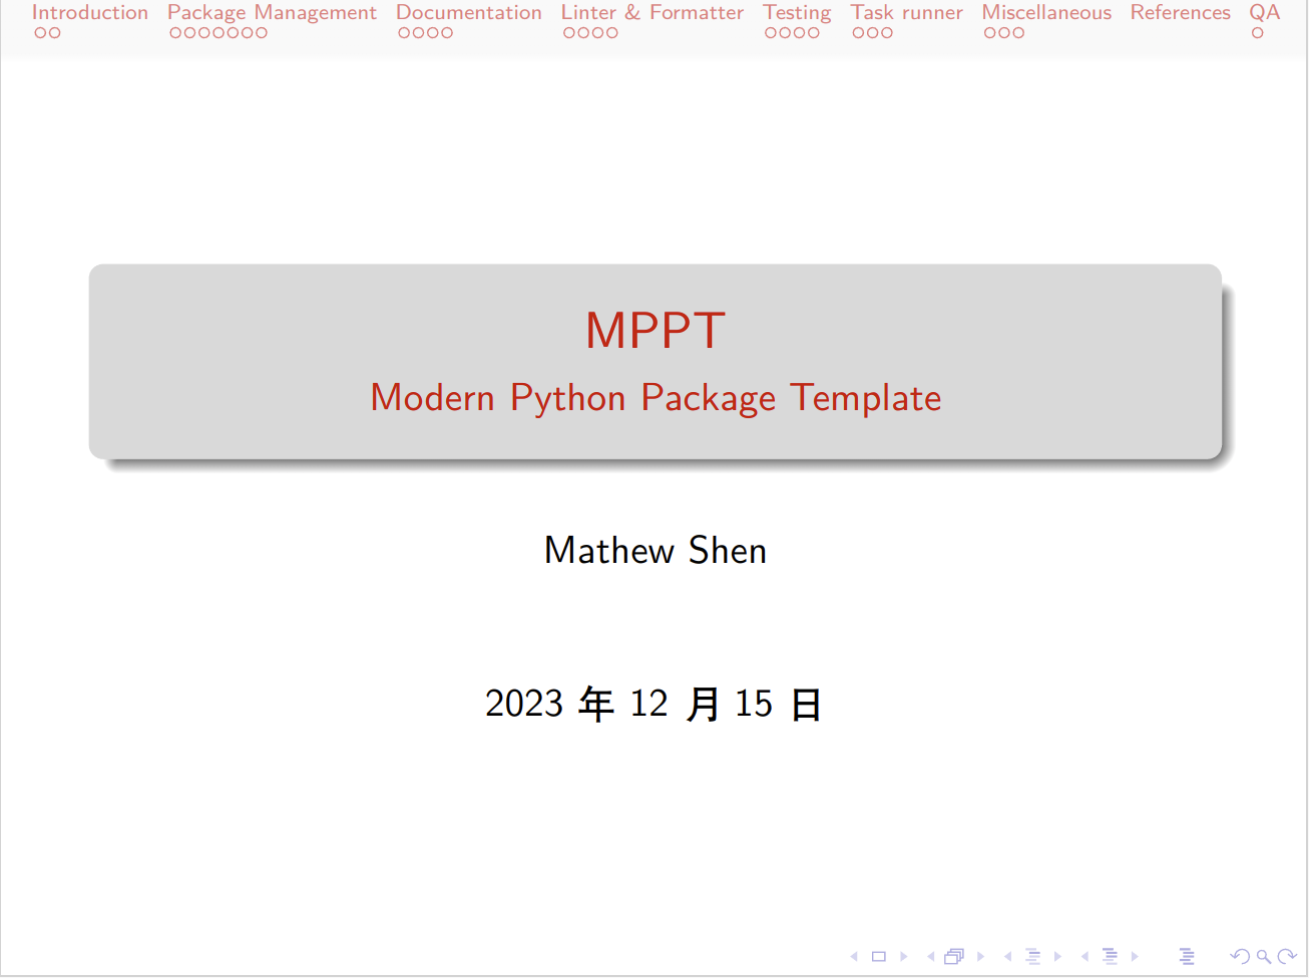 Introduction Package Management Documentation Linter & Formatter Testing Task runner Miscellaneous References QA
MPPT
Modern Python Package Template
Mathew Shen
2023 年 12 月 15 日